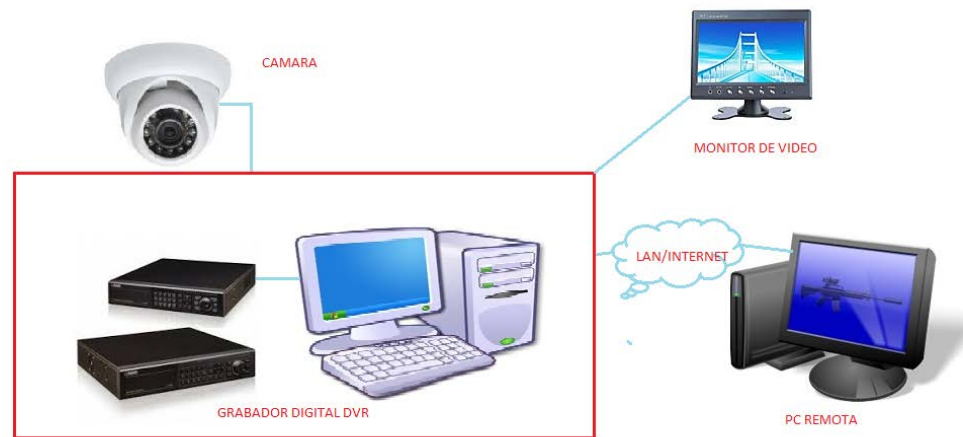 CAMARA
MONITOR DE VIDEO
LAN/INTERNET
GRABADOR DIGITAL DVR
PC REMOTA